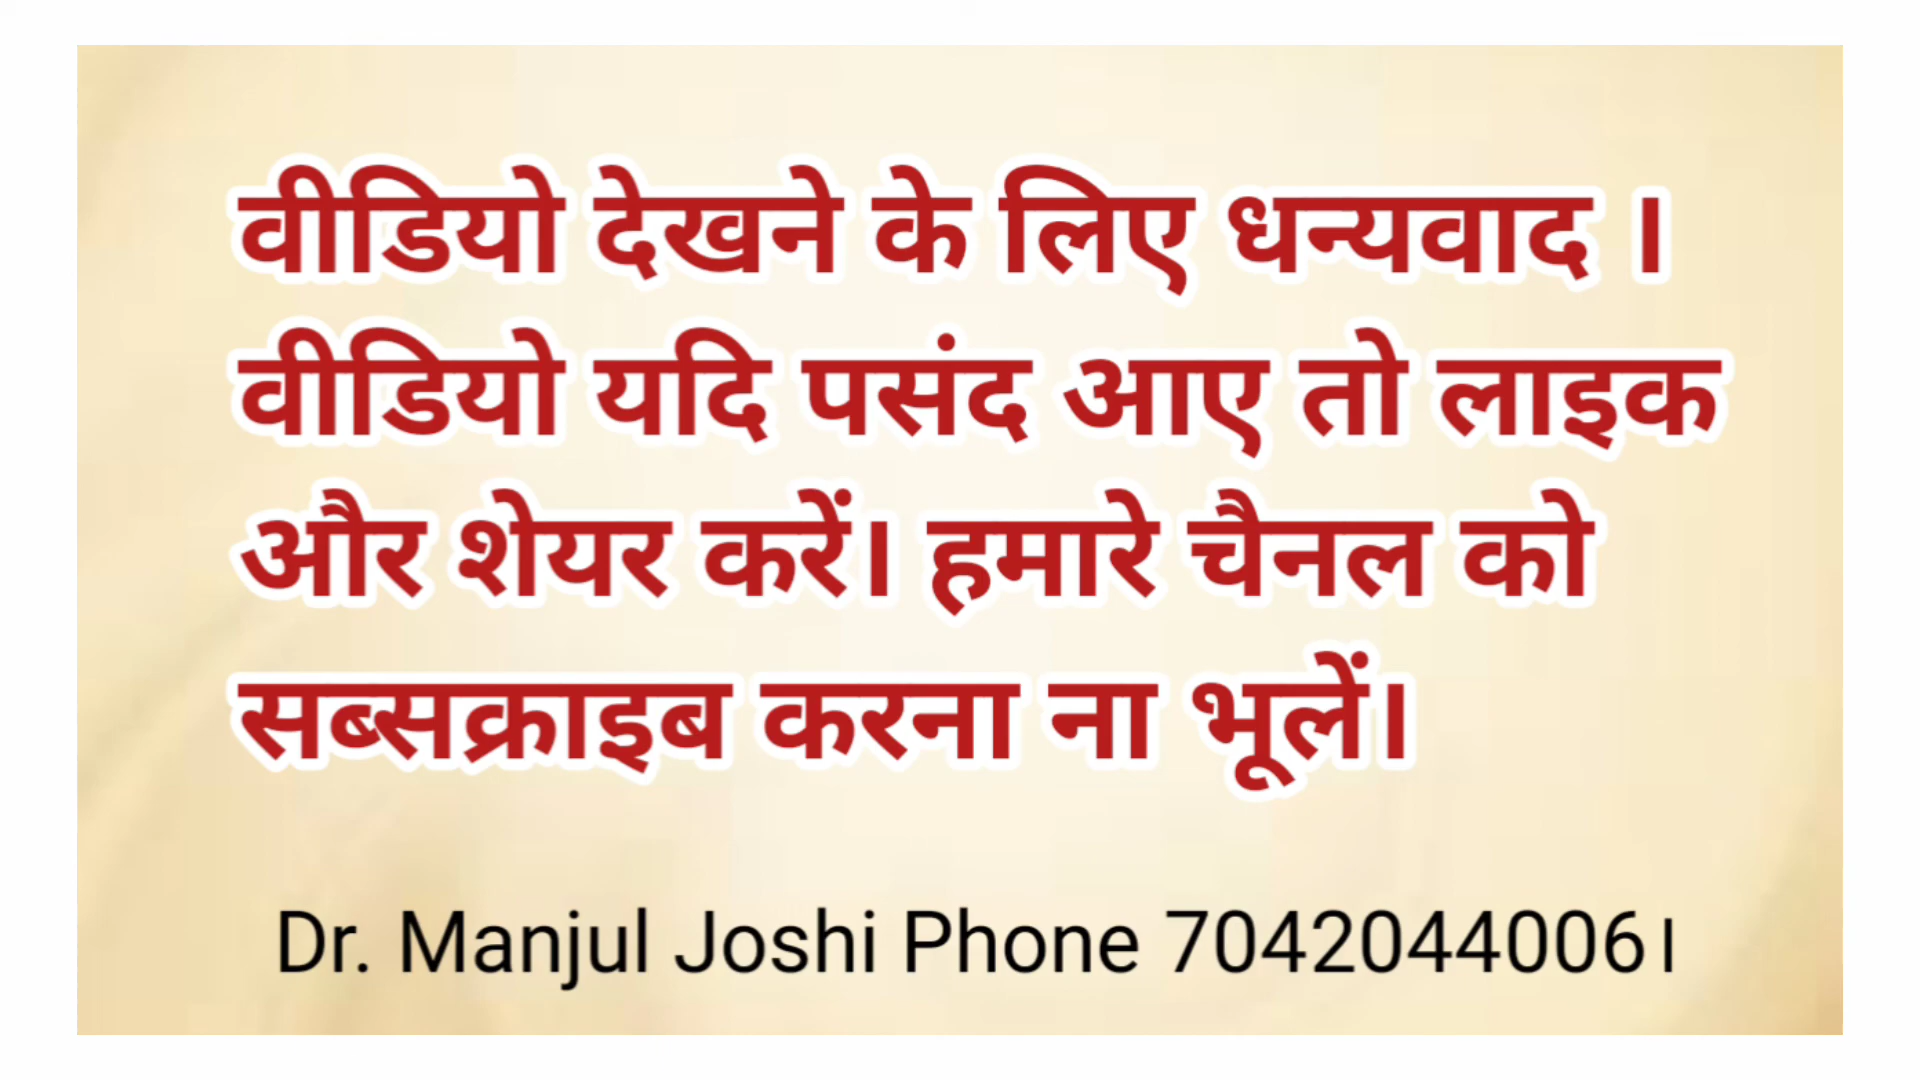 वीडियो देखने के लिए धन्यवाद ।
वीडियो यदि पसंद आए तो लाइक
और शेयर करें। हमारे चैनल को
सब्सक्राइब करना ना भूलें।
Dr. Manjul Joshi Phone 7042044006।